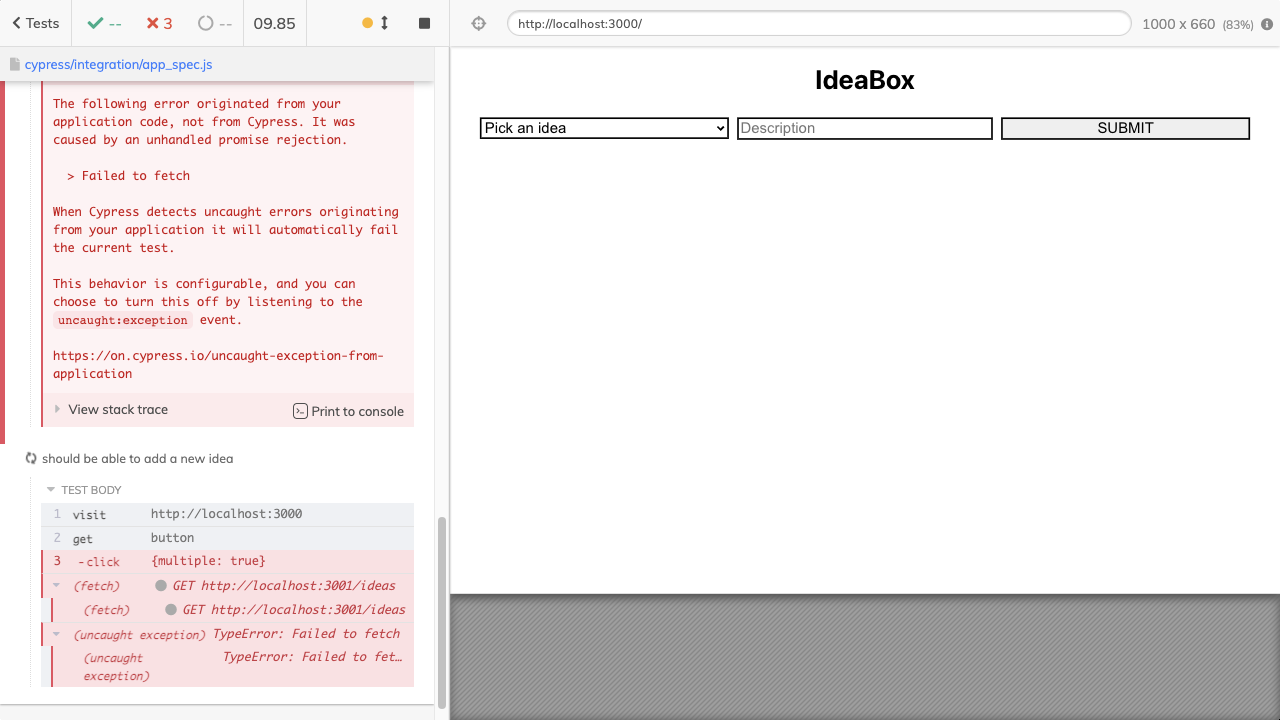 Tests
--
3
--
09.85
http://localhost:3000/
1000 x 660 (83%)
cypress/integration/app_spec.js
The following error originated from your
application code, not from Cypress. It was
caused by an unhandled promise rejection.
> Failed to fetch
When Cypress detects uncaught errors originating
from your application it will automatically fail
the current test.
This behavior is configurable, and you can
choose to turn this off by listening to the
uncaught:exception event.
https://on.cypress.io/uncaught-exception-from-
application
View stack trace
Print to console
should be able to add a new idea
TEST BODY
1 visit http://localhost:3000
2 get button
3 -click {multiple: true}
(fetch) GET http://localhost:3001/ideas
(fetch) GET http://localhost:3001/ideas
(uncaught exception) TypeError: Failed to fetch
(uncaught TypeError: Failed to fet…
exception)
IdeaBox
Pick an idea
Description
SUBMIT